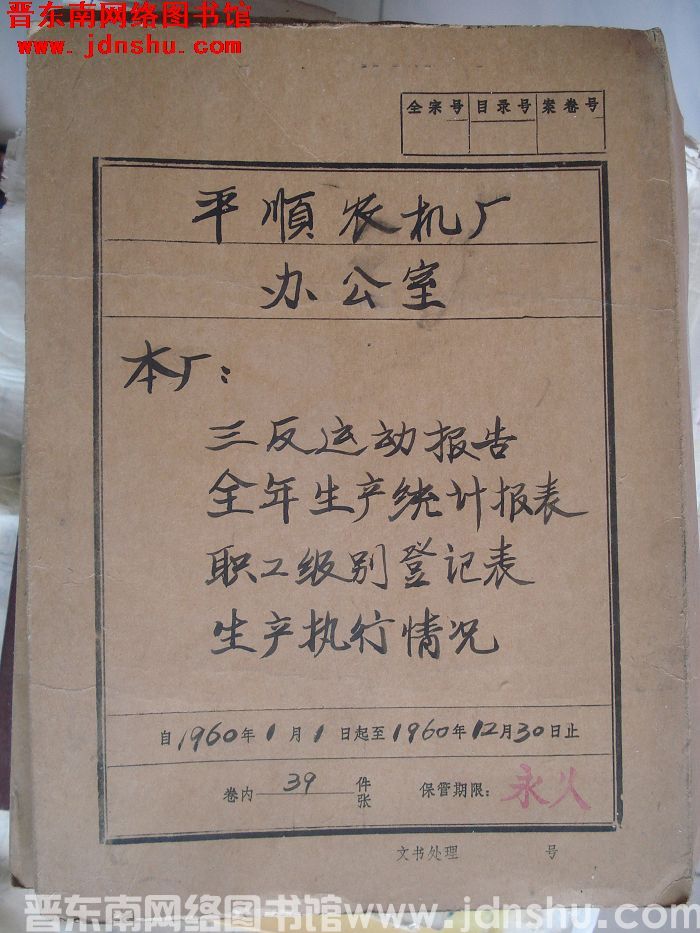 晋东南网络图书馆
www.jdnshu.com
全宗号 目录号 案卷号
平順农机厂
办公室
本厂：
三反运动报告
全年生产统计报表
职工级别登记表
生产执行情况
自1960年1月1日起至1960年12月30日止
卷内39件张 保管期限：永久
文书处理 号
晋东南网络图书馆 www.jdnshu.com